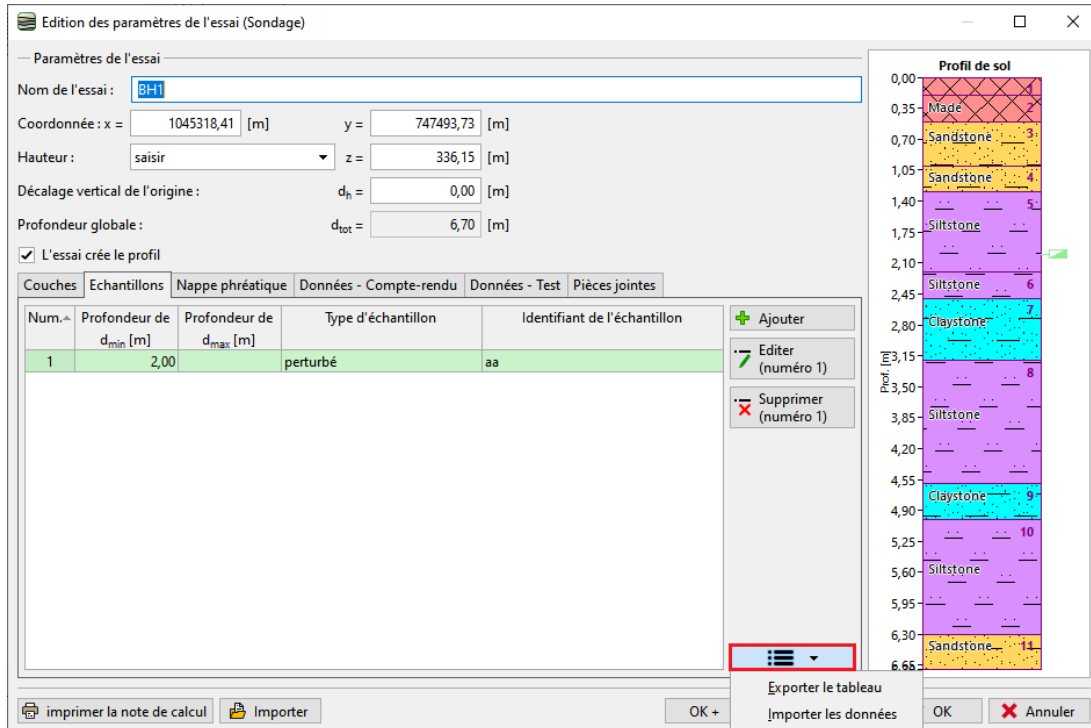 Edition des paramètres de l'essai (Sondage)
Paramètres de l'essai
Nom de l'essai : BH1
Coordonnée : x = 1045318,41 [m] y = 747493,73 [m]
Hauteur : saisir z = 336,15 [m]
Décalage vertical de l'origine : dh = 0,00 [m]
Profondeur globale : dtot = 6,70 [m]
L'essai crée le profil
Couches Echantillons Nappe phréatique Données - Compte-rendu Données - Test Pièces jointes
Num. Profondeur de Profondeur de Type d'échantillon Identifiant de l'échantillon
dmin [m] dmax [m]
1 2,00 perturbé aa
Ajouter
Editer
(numéro 1)
Supprimer
(numéro 1)
Exporter le tableau
Importer les données
imprimer la note de calcul Importer OK + OK Annuler
Profil de sol
Prof. [m]
0,00
1
0,35 Made 2
0,70 Sandstone 3
1,05 Sandstone 4
1,40 5
1,75 Siltstone
2,10
2,45 Siltstone 6
7
2,80 Claystone
3,15
8
3,50
3,85 Siltstone
4,20
4,55
Claystone 9
4,90
5,25 10
5,60 Siltstone
5,95
6,30 Sandstone 11
6,65